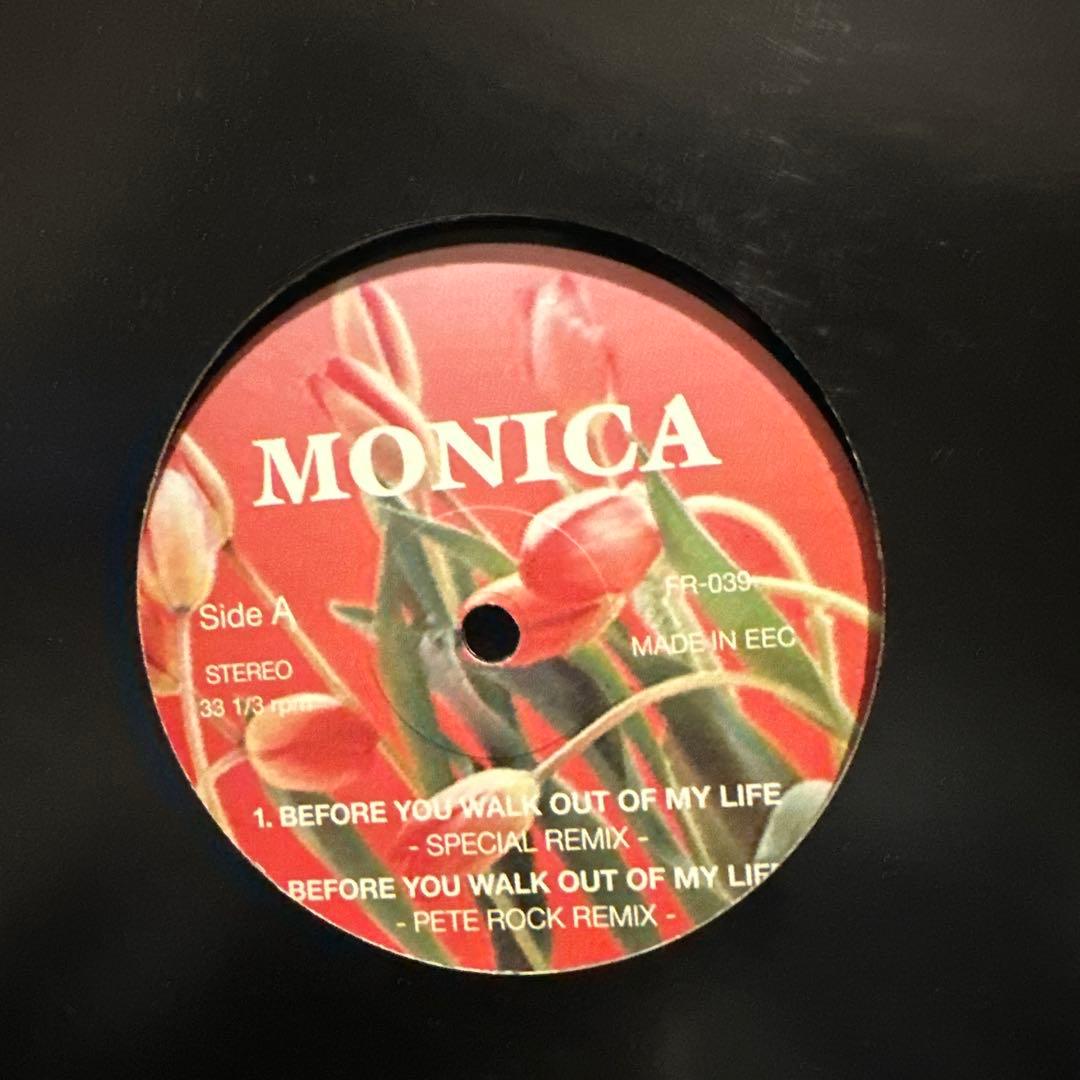 MONICA
Side A
FR-039
MADE IN EEC
STEREO
33 1/3 rpm
1. BEFORE YOU WALK OUT OF MY LIFE
- SPECIAL REMIX -
BEFORE YOU WALK OUT OF MY LIFE
- PETE ROCK REMIX -